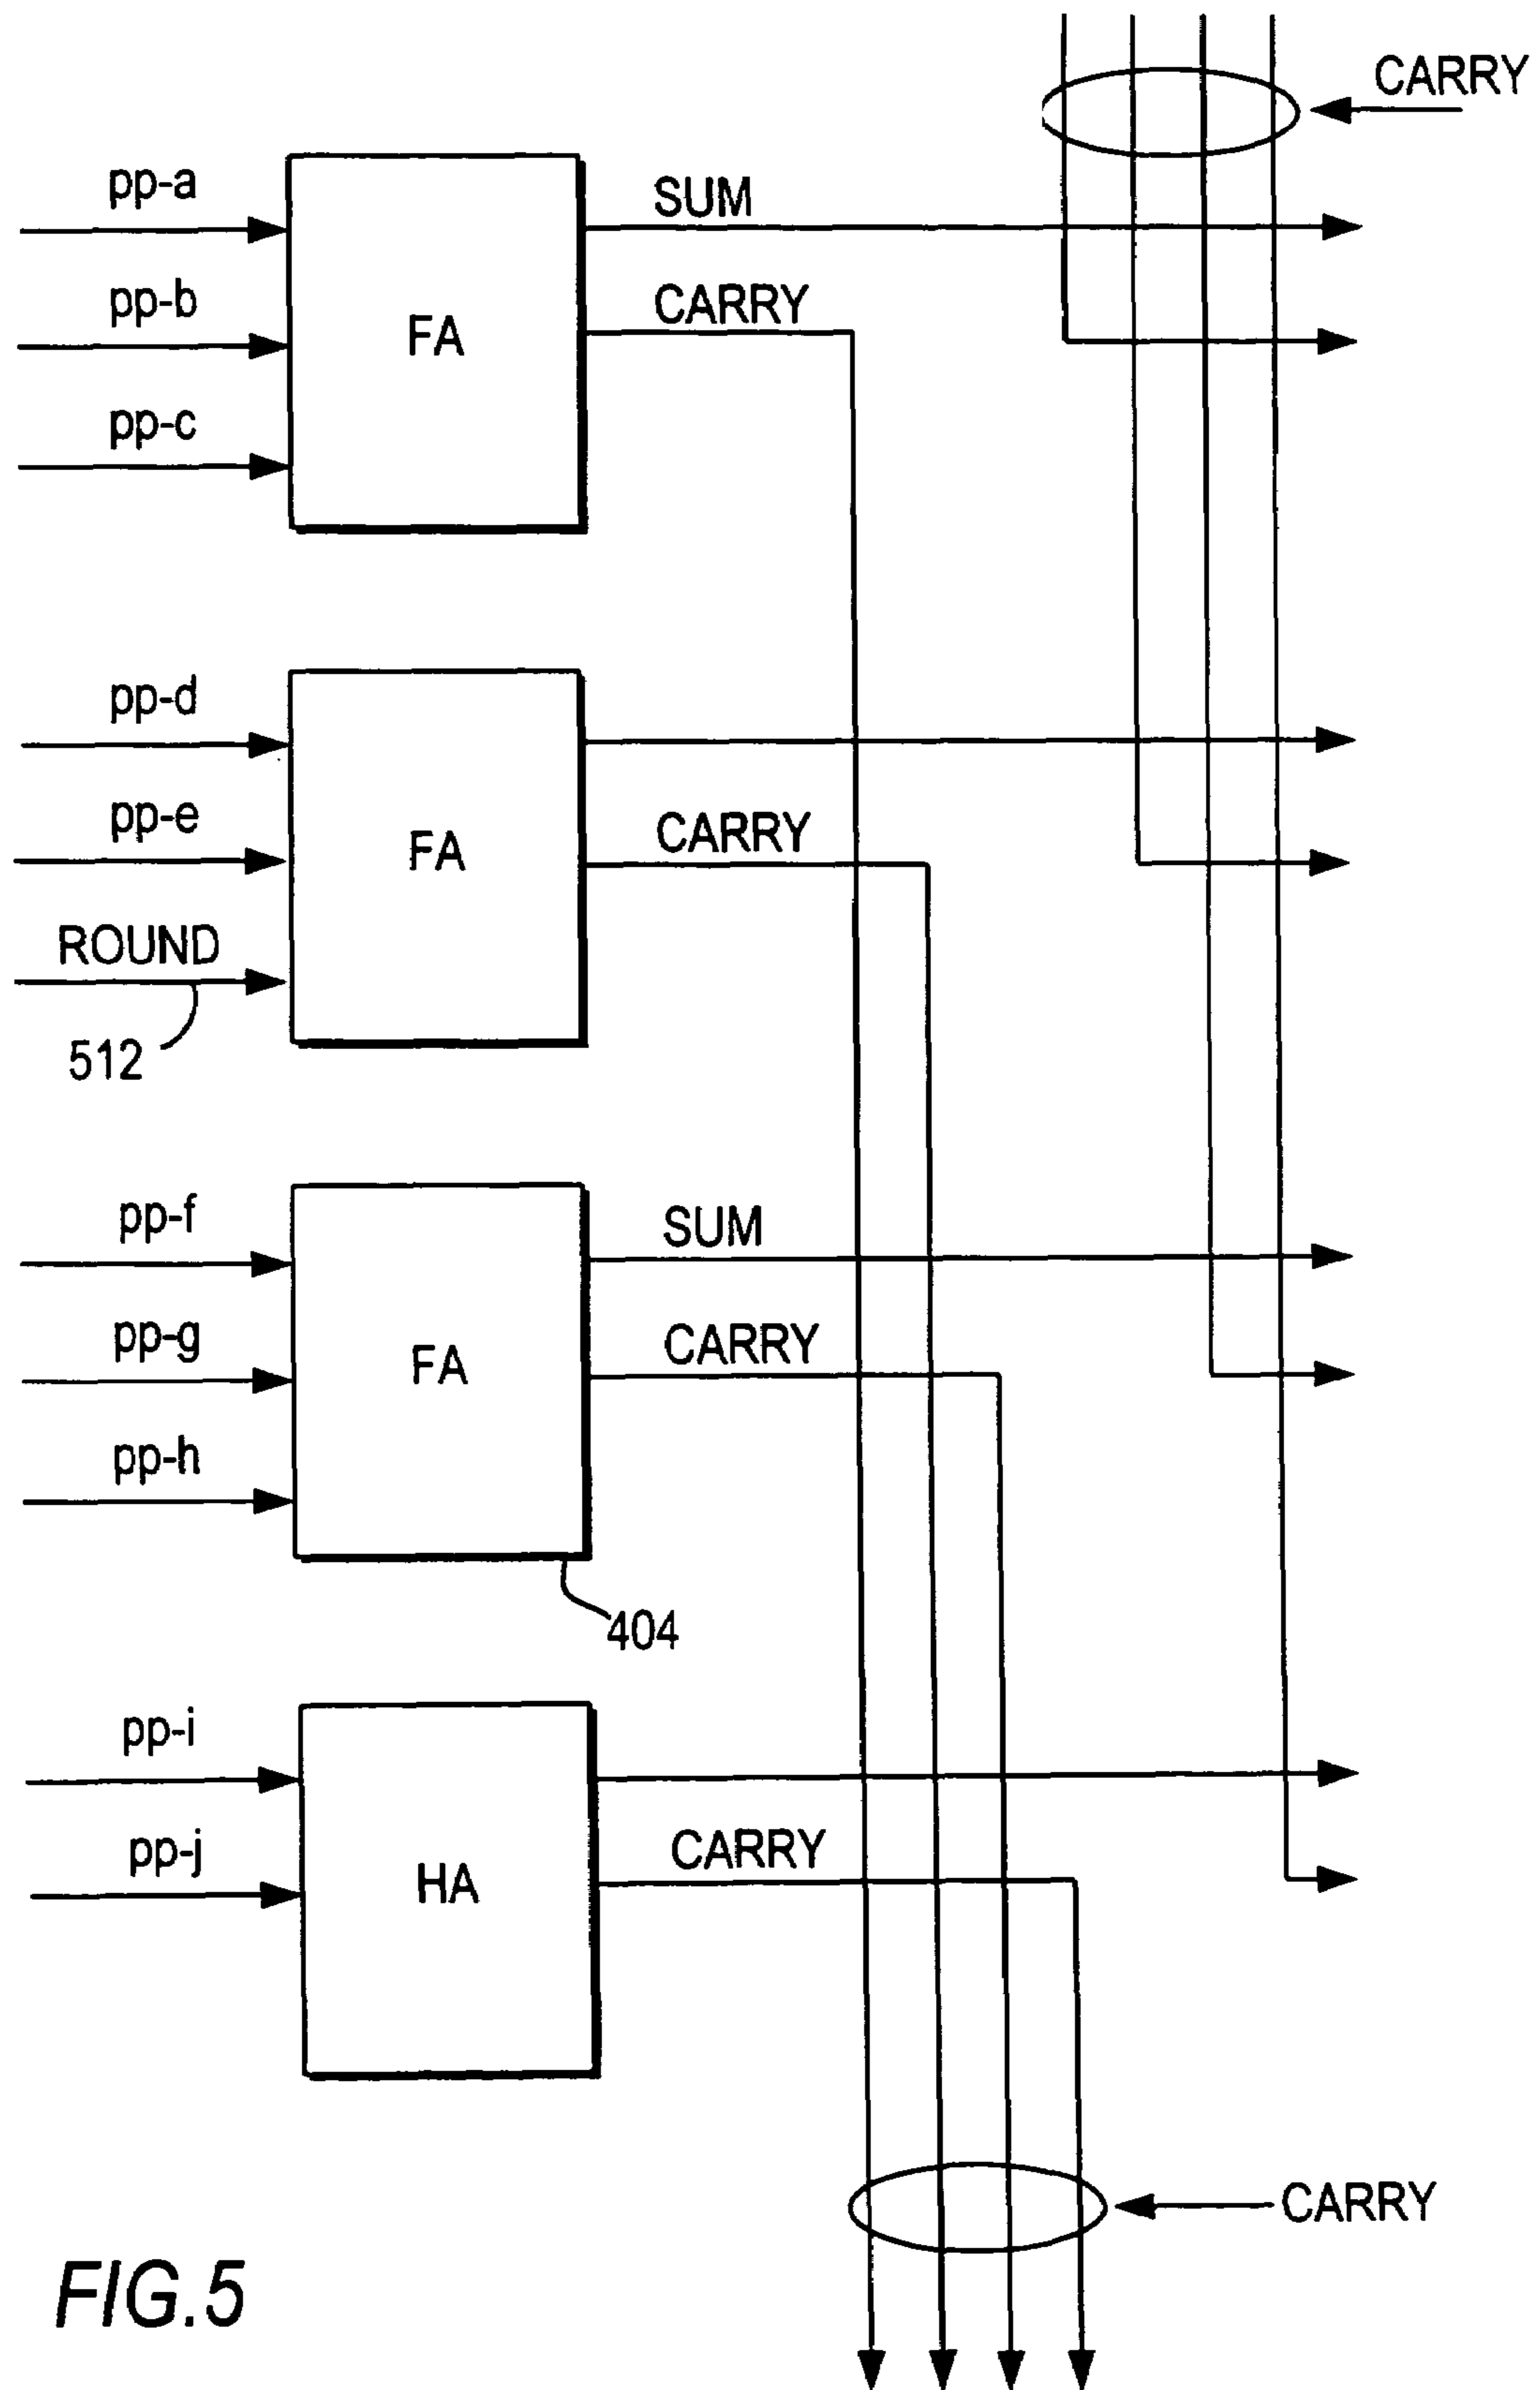 CARRY
pp-a
SUM
pp-b
CARRY
FA
pp-c
pp-d
pp-e
CARRY
FA
ROUND
512
pp-f
SUM
pp-g
CARRY
FA
pp-h
404
pp-i
pp-j
CARRY
HA
CARRY
FIG.5